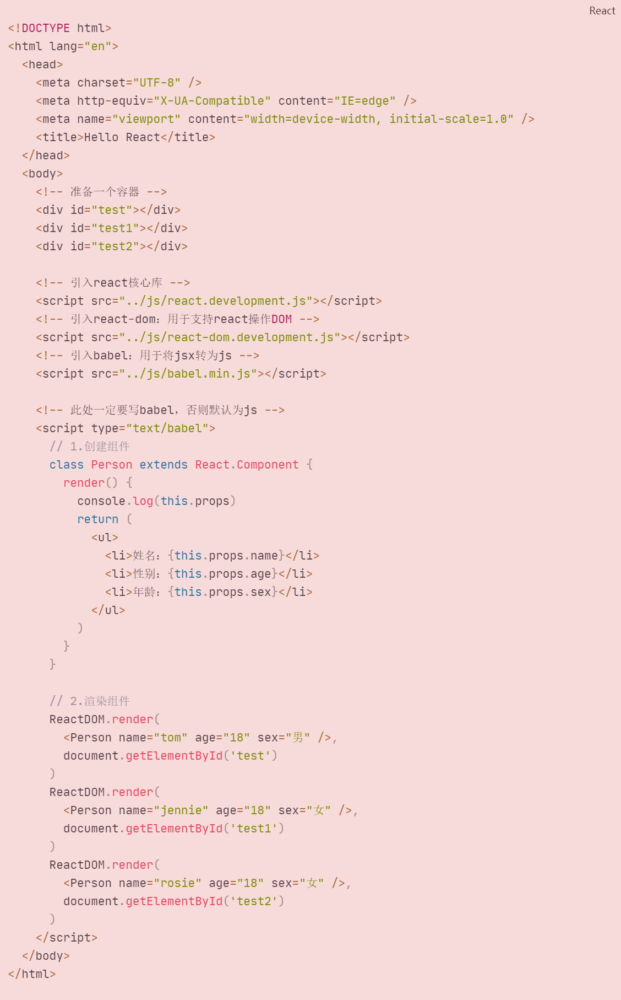 React
<!DOCTYPE html>
<html lang="en">
  <head>
    <meta charset="UTF-8" />
    <meta http-equiv="X-UA-Compatible" content="IE=edge" />
    <meta name="viewport" content="width=device-width, initial-scale=1.0" />
    <title>Hello React</title>
  </head>
  <body>
    <!-- 准备一个容器 -->
    <div id="test"></div>
    <div id="test1"></div>
    <div id="test2"></div>

    <!-- 引入react核心库 -->
    <script src="../js/react.development.js"></script>
    <!-- 引入react-dom：用于支持react操作DOM -->
    <script src="../js/react-dom.development.js"></script>
    <!-- 引入babel：用于将jsx转为js -->
    <script src="../js/babel.min.js"></script>

    <!-- 此处一定要写babel，否则默认为js -->
    <script type="text/babel">
      // 1.创建组件
      class Person extends React.Component {
        render() {
          console.log(this.props)
          return (
            <ul>
              <li>姓名：{this.props.name}</li>
              <li>性别：{this.props.age}</li>
              <li>年龄：{this.props.sex}</li>
            </ul>
          )
        }
      }

      // 2.渲染组件
      ReactDOM.render(
        <Person name="tom" age="18" sex="男" />,
        document.getElementById('test')
      )
      ReactDOM.render(
        <Person name="jennie" age="18" sex="女" />,
        document.getElementById('test1')
      )
      ReactDOM.render(
        <Person name="rosie" age="18" sex="女" />,
        document.getElementById('test2')
      )
    </script>
  </body>
</html>